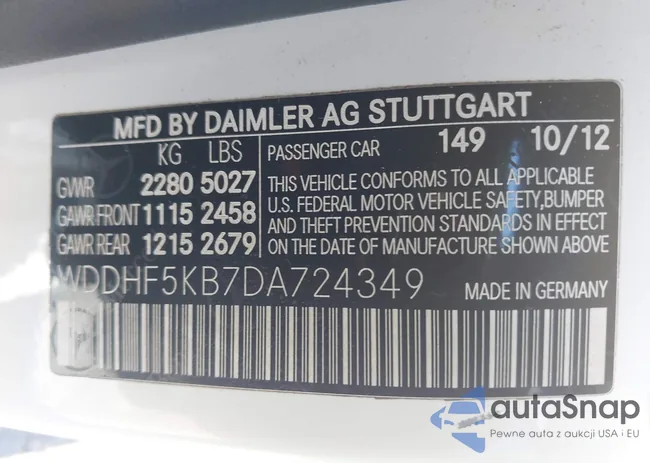 MFD BY DAIMLER AG STUTTGART
KG LBS
PASSENGER CAR 149 10/12
GVWR 2280 5027
GAWR FRONT 1115 2458
GAWR REAR 1215 2679
THIS VEHICLE CONFORMS TO ALL APPLICABLE
U.S. FEDERAL MOTOR VEHICLE SAFETY,BUMPER
AND THEFT PREVENTION STANDARDS IN EFFECT
ON THE DATE OF MANUFACTURE SHOWN ABOVE
WDDHF5KB7DA724349
MADE IN GERMANY
autaSnap
Pewne auta z aukcji USA i EU